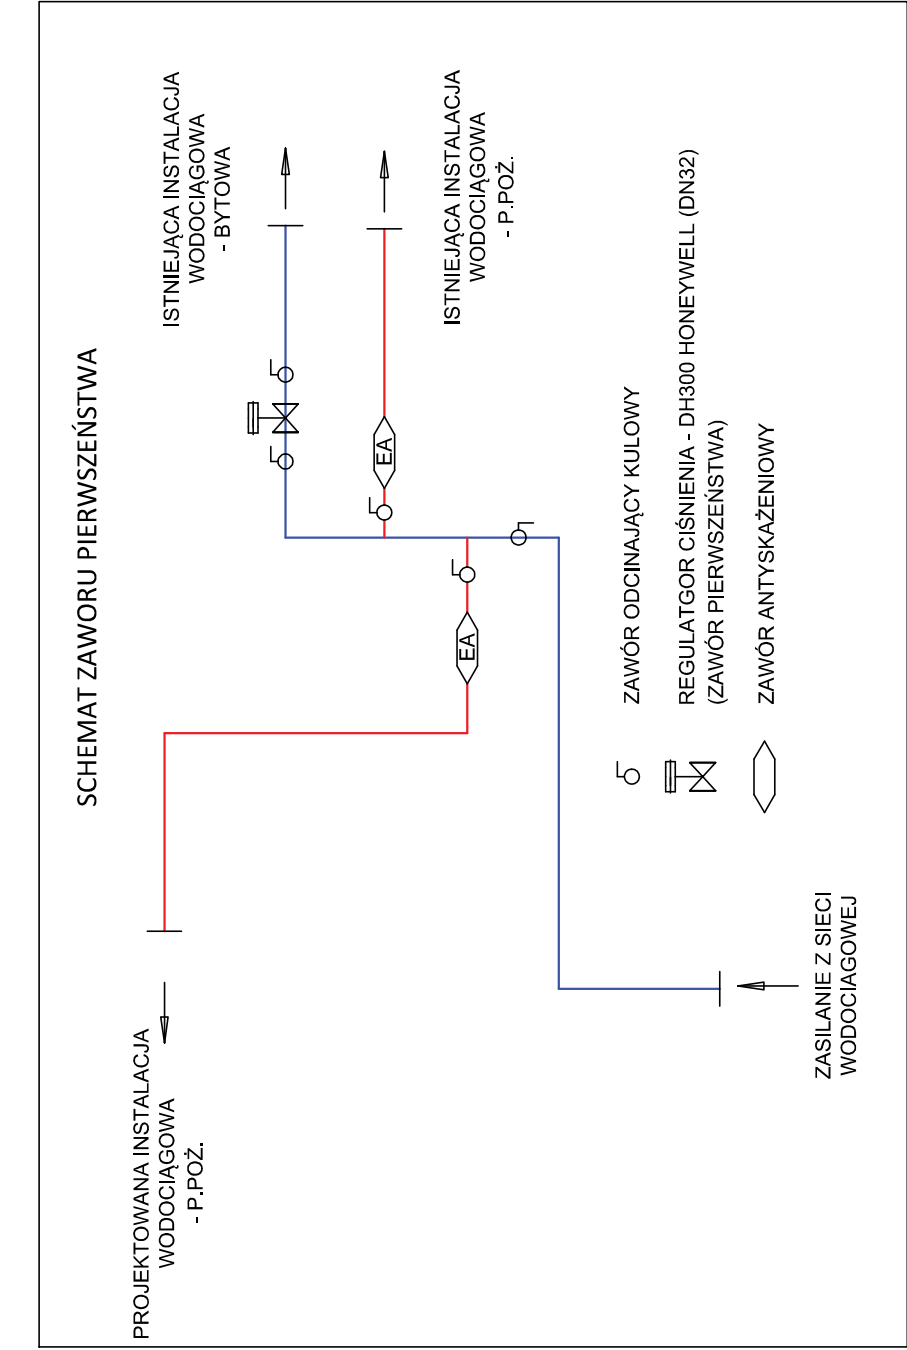 SCHEMAT ZAWORU PIERWSZEŃSTWA
PROJEKTOWANA INSTALACJA
WODOCIĄGOWA
- P.POŻ.
ISTNIEJĄCA INSTALACJA
WODOCIĄGOWA
- BYTOWA
EA
EA
ISTNIEJĄCA INSTALACJA
WODOCIĄGOWA
- P.POŻ.
ZAWÓR ODCINAJĄCY KULOWY
REGULATGOR CIŚNIENIA - DH300 HONEYWELL (DN32)
(ZAWÓR PIERWSZEŃSTWA)
ZAWÓR ANTYSKAŻENIOWY
ZASILANIE Z SIECI
WODOCIAGOWEJ